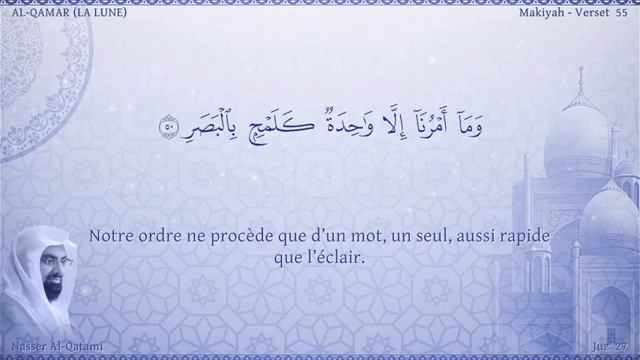 AL-QAMAR (LA LUNE)
Makiyah - Verset 55
وَمَآ أَمْرُنَآ إِلَّا وَٰحِدَةٌ كَلَمْحٍۭ بِٱلْبَصَرِ ٥٠
Notre ordre ne procède que d’un mot, un seul, aussi rapide
que l’éclair.
Nasser Al-Qatami
Juz' 27